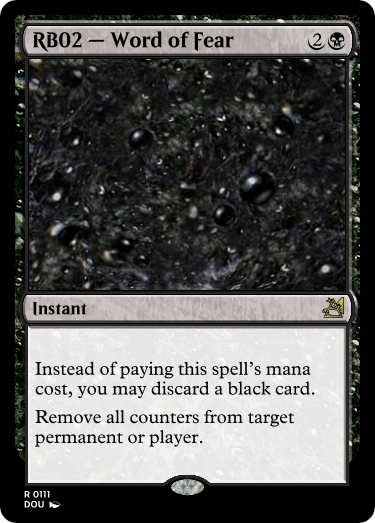 RB02 — Word of Fear 2
Instant
Instead of paying this spell's mana
cost, you may discard a black card.
Remove all counters from target
permanent or player.
R 0111
DOU